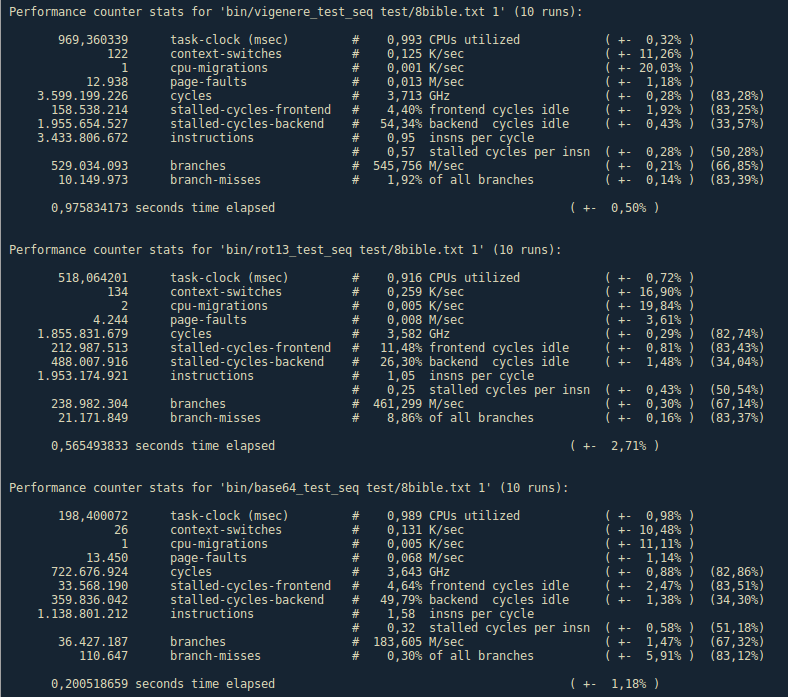 Performance counter stats for 'bin/vigenere_test_seq test/8bible.txt 1' (10 runs):
969,360339 task-clock (msec) # 0,993 CPUs utilized ( +- 0,32% )
122 context-switches # 0,125 K/sec ( +- 11,26% )
1 cpu-migrations # 0,001 K/sec ( +- 20,03% )
12.938 page-faults # 0,013 M/sec ( +- 1,18% )
3.599.199.226 cycles # 3,713 GHz ( +- 0,28% ) (83,28%)
158.538.214 stalled-cycles-frontend # 4,40% frontend cycles idle ( +- 1,92% ) (83,25%)
1.955.654.527 stalled-cycles-backend # 54,34% backend cycles idle ( +- 0,43% ) (33,57%)
3.433.806.672 instructions # 0,95 insns per cycle
# 0,57 stalled cycles per insn ( +- 0,28% ) (50,28%)
529.034.093 branches # 545,756 M/sec ( +- 0,21% ) (66,85%)
10.149.973 branch-misses # 1,92% of all branches ( +- 0,14% ) (83,39%)
0,975834173 seconds time elapsed ( +- 0,50% )
Performance counter stats for 'bin/rot13_test_seq test/8bible.txt 1' (10 runs):
518,064201 task-clock (msec) # 0,916 CPUs utilized ( +- 0,72% )
134 context-switches # 0,259 K/sec ( +- 16,90% )
2 cpu-migrations # 0,005 K/sec ( +- 19,84% )
4.244 page-faults # 0,008 M/sec ( +- 3,61% )
1.855.831.679 cycles # 3,582 GHz ( +- 0,29% ) (82,74%)
212.987.513 stalled-cycles-frontend # 11,48% frontend cycles idle ( +- 0,81% ) (83,43%)
488.007.916 stalled-cycles-backend # 26,30% backend cycles idle ( +- 1,48% ) (34,04%)
1.953.174.921 instructions # 1,05 insns per cycle
# 0,25 stalled cycles per insn ( +- 0,43% ) (50,54%)
238.982.304 branches # 461,299 M/sec ( +- 0,30% ) (67,14%)
21.171.849 branch-misses # 8,86% of all branches ( +- 0,16% ) (83,37%)
0,565493833 seconds time elapsed ( +- 2,71% )
Performance counter stats for 'bin/base64_test_seq test/8bible.txt 1' (10 runs):
198,400072 task-clock (msec) # 0,989 CPUs utilized ( +- 0,98% )
26 context-switches # 0,131 K/sec ( +- 10,48% )
1 cpu-migrations # 0,005 K/sec ( +- 11,11% )
13.450 page-faults # 0,068 M/sec ( +- 1,14% )
722.676.924 cycles # 3,643 GHz ( +- 0,88% ) (82,86%)
33.568.190 stalled-cycles-frontend # 4,64% frontend cycles idle ( +- 2,47% ) (83,51%)
359.836.042 stalled-cycles-backend # 49,79% backend cycles idle ( +- 1,38% ) (34,30%)
1.138.801.212 instructions # 1,58 insns per cycle
# 0,32 stalled cycles per insn ( +- 0,58% ) (51,18%)
36.427.187 branches # 183,605 M/sec ( +- 1,47% ) (67,32%)
110.647 branch-misses # 0,30% of all branches ( +- 5,91% ) (83,12%)
0,200518659 seconds time elapsed ( +- 1,18% )